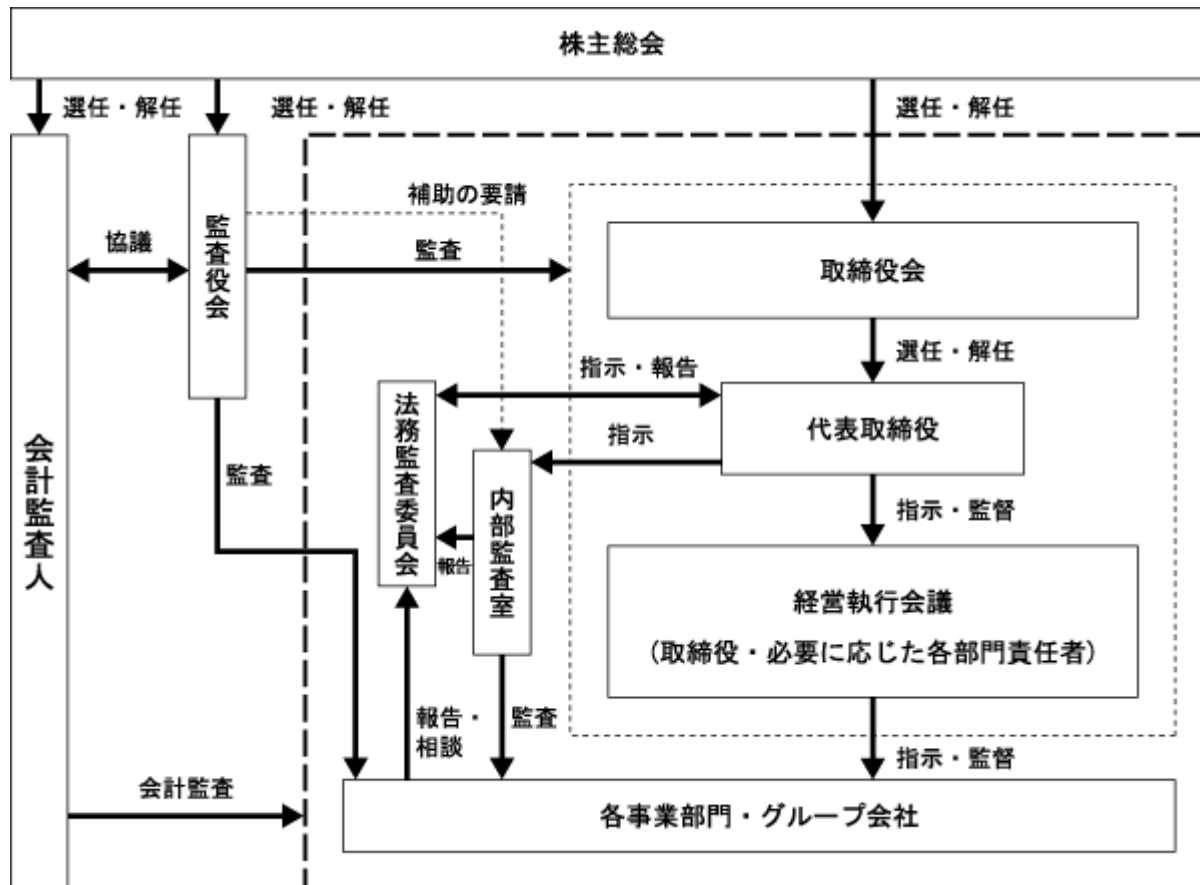 株主総会
選任・解任
選任・解任
選任・解任
補助の要請
監査役会
協議
監査
取締役会
選任・解任
指示・報告
代表取締役
法務監査委員会
指示
会計監査人
監査
内部監査室
指示・監督
報告
経営執行会議
（取締役・必要に応じた各部門責任者）
報告・
相談
監査
指示・監督
会計監査
各事業部門・グループ会社